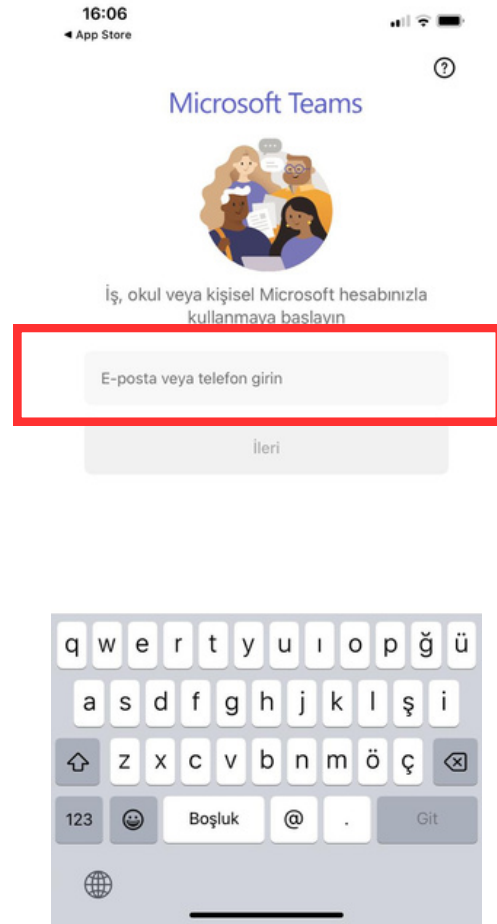 16:06
◀ App Store
?
Microsoft Teams
İş, okul veya kişisel Microsoft hesabınızla
kullanmaya başlayın
E-posta veya telefon girin
İleri
q w e r t y u ı o p ğ ü
a s d f g h j k l ş i
z x c v b n m ö ç
123 Boşluk @ . Git